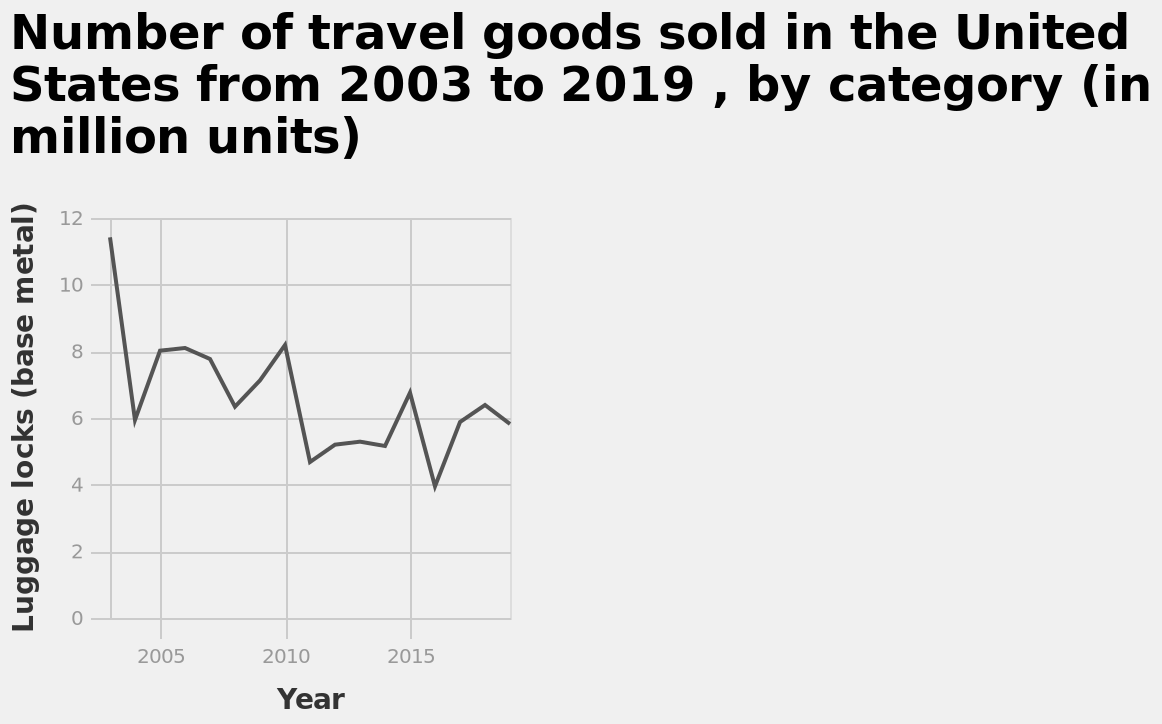 Number of travel goods sold in the United
States from 2003 to 2019 , by category (in
million units)
Luggage locks (base metal)
12
10
8
6
4
2
0
2005
2010
2015
Year